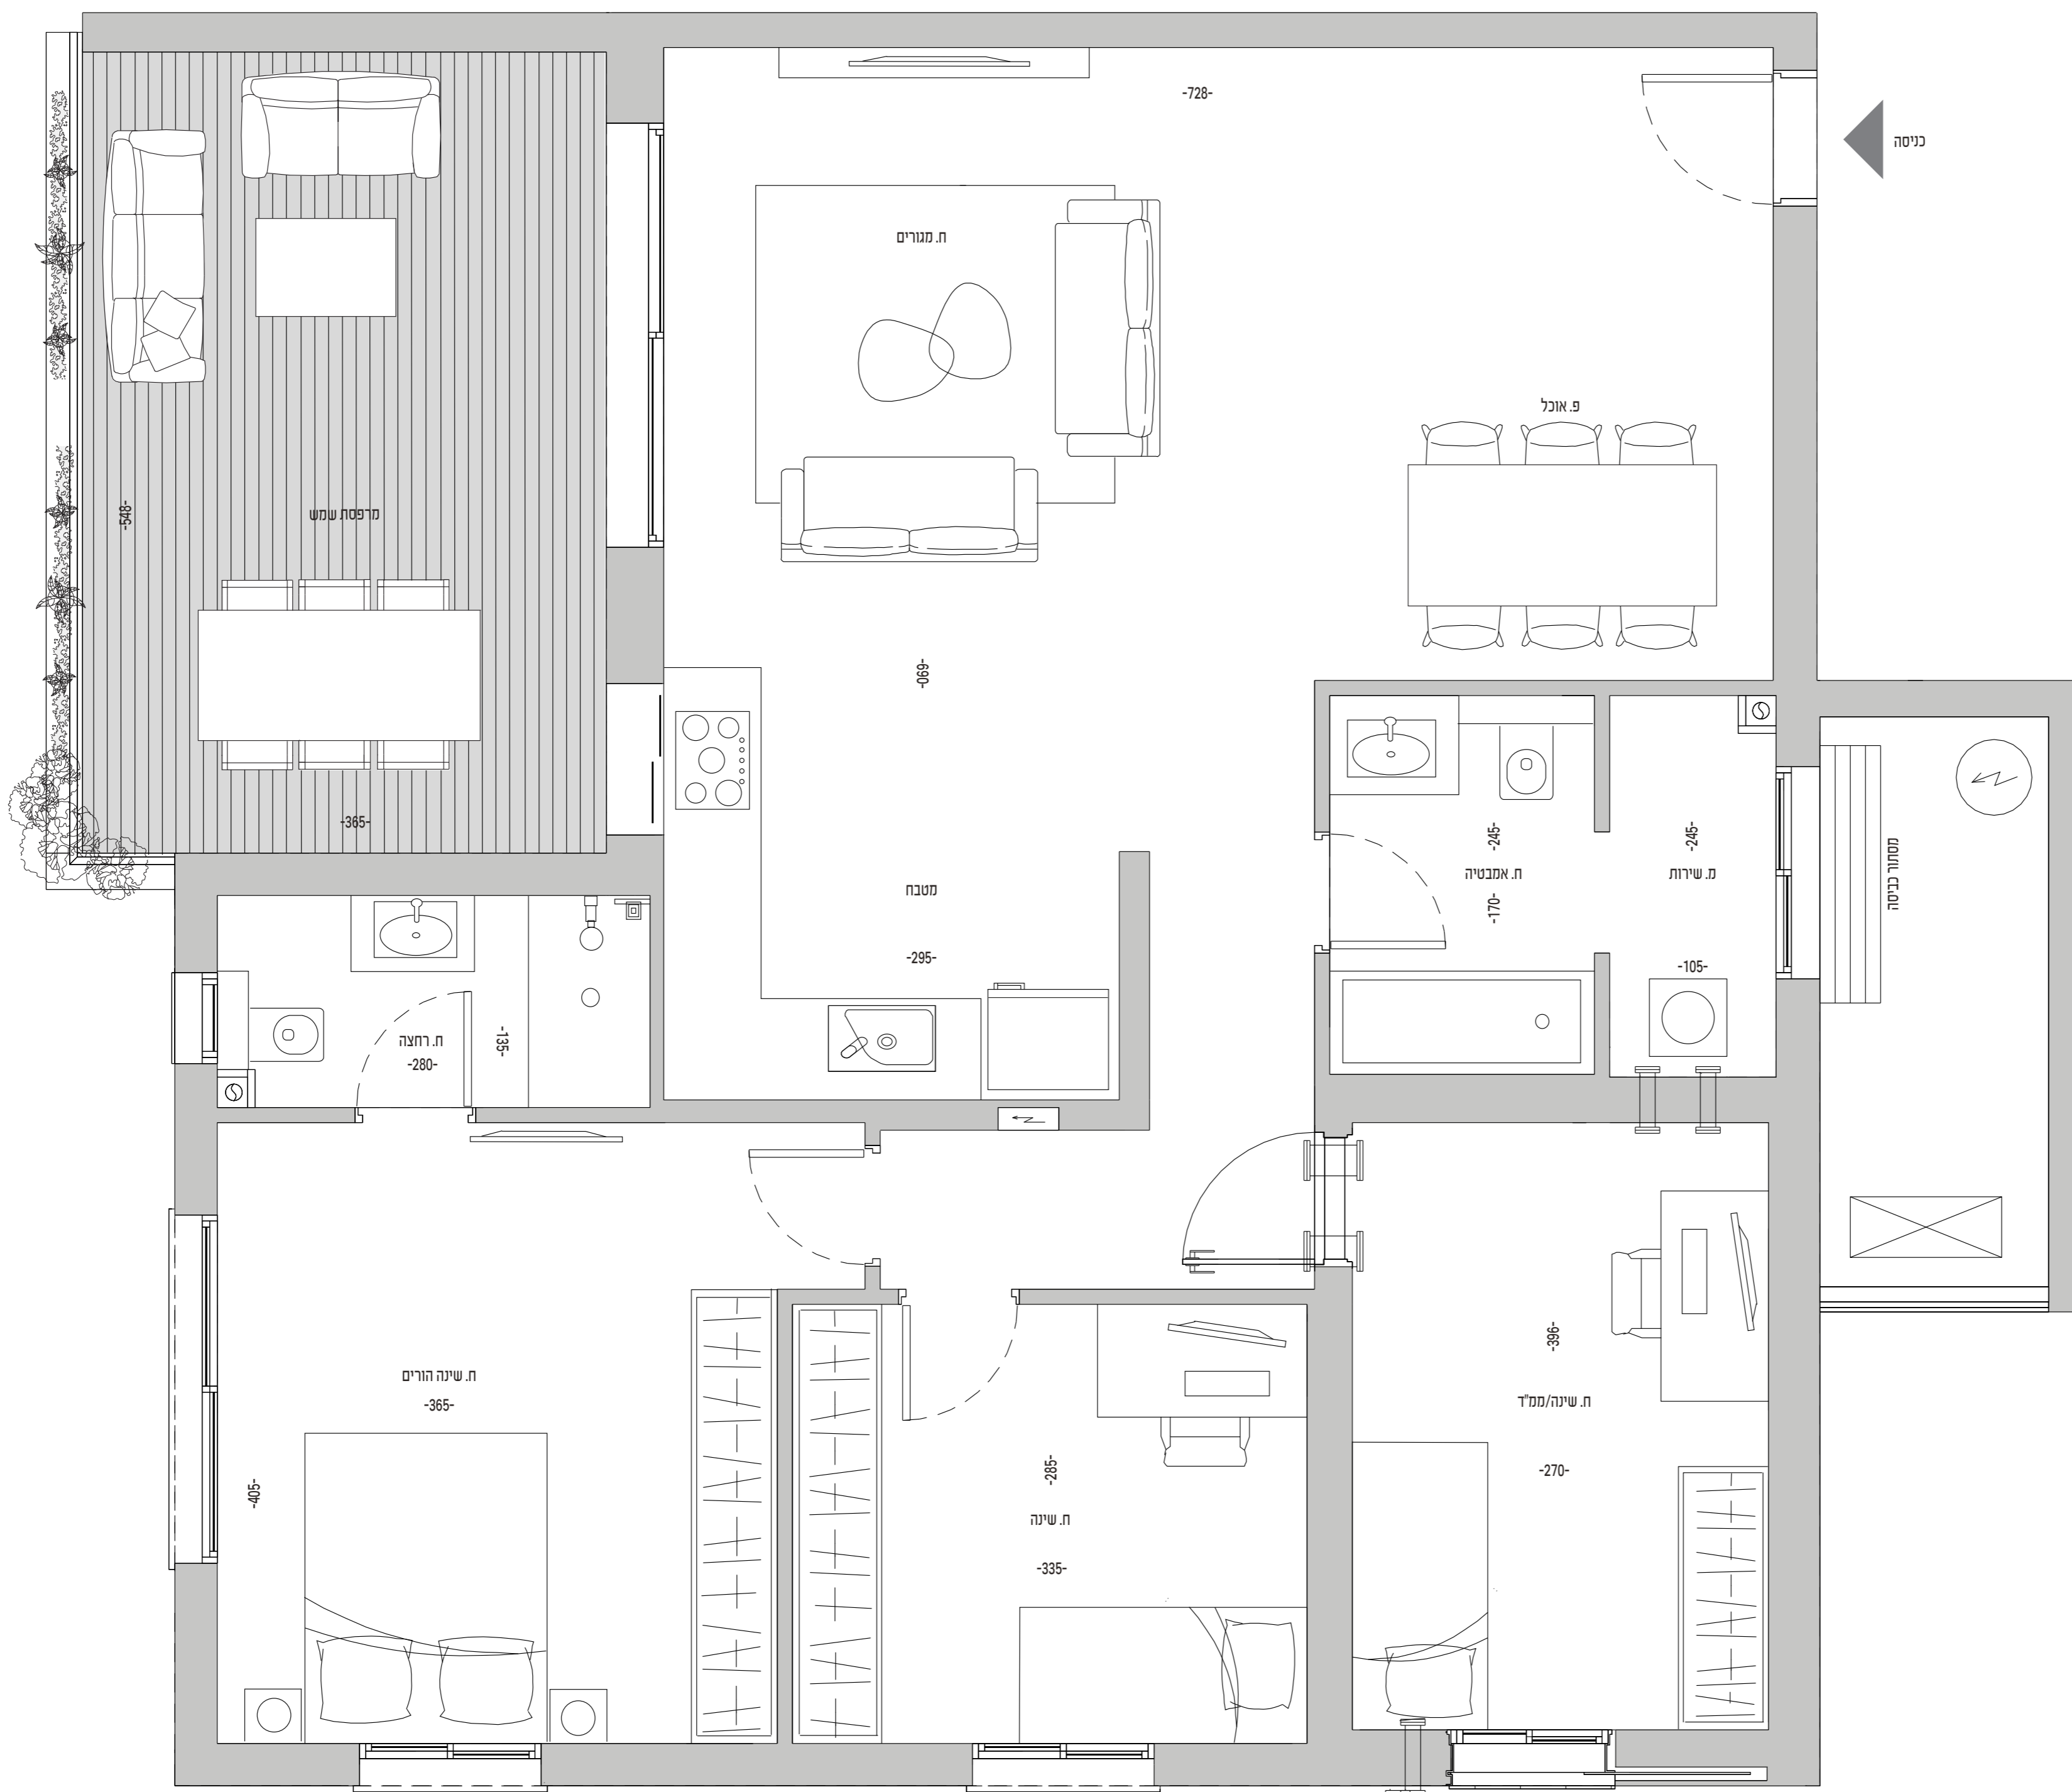 -728-
כניסה
ח. מגורים
פ. אוכל
-548-
מרפסת שמש
-690-
-365-
-245-
-245-
ח. אמבטיה
מ. שירות
מסתור כביסה
מטבח
-170-
-295-
-105-
ח. רחצה
-135-
-280-
-396-
ח. שינה הורים
-365-
ח. שינה/ממ"ד
-285-
-270-
-405-
ח. שינה
-335-